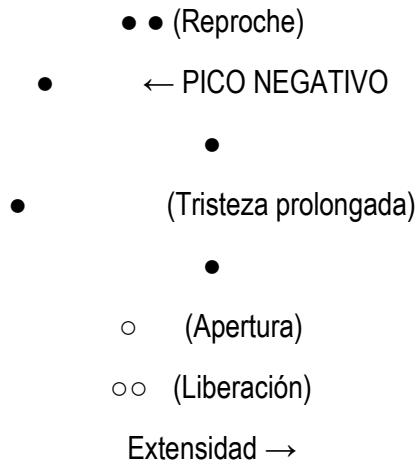 ● ● (Reproche)
● ← PICO NEGATIVO
●
● (Tristeza prolongada)
●
○ (Apertura)
○○ (Liberación)
Extensidad →